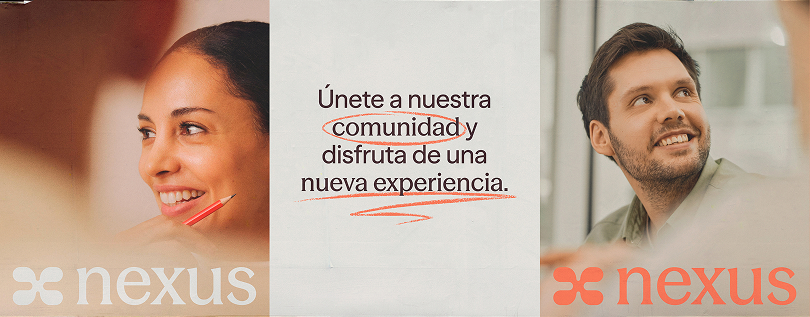 nexus
Únete a nuestra
comunidad y
disfruta de una
nueva experiencia.
nexus